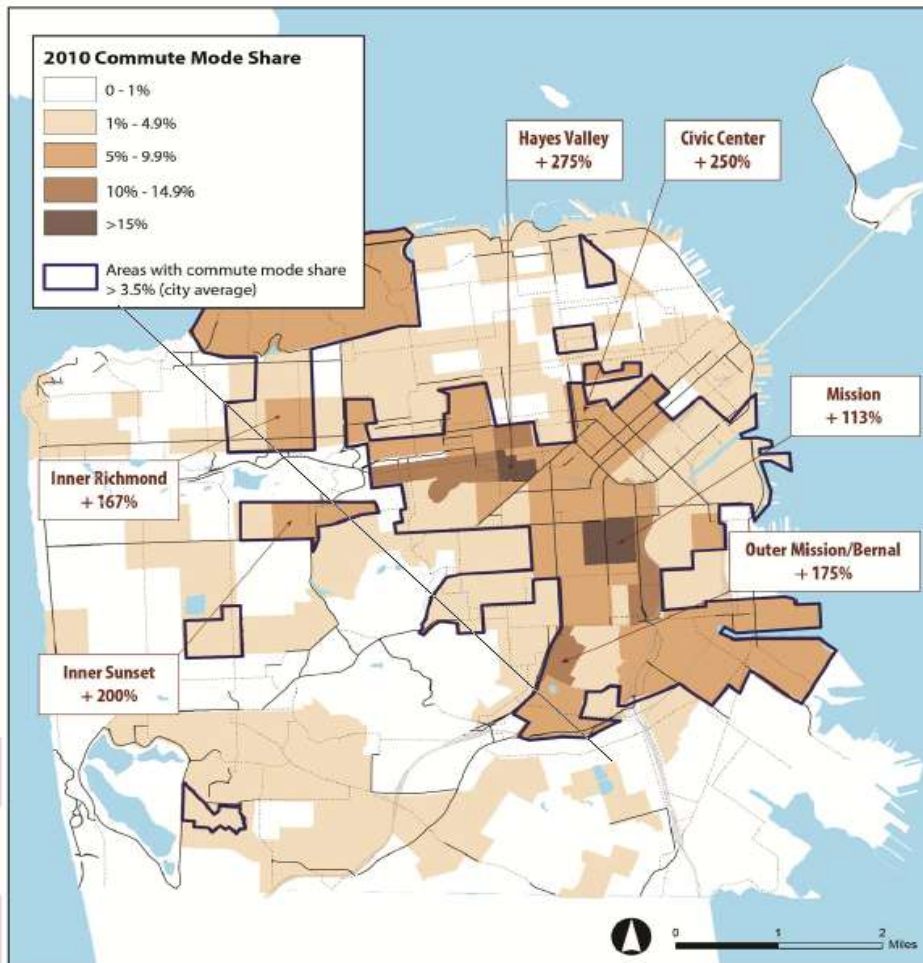 2010 Commute Mode Share
0 - 1%
1% - 4.9%
5% - 9.9%
10% - 14.9%
>15%
Areas with commute mode share
> 3.5% (city average)
Hayes Valley
+ 275%
Civic Center
+ 250%
Mission
+ 113%
Inner Richmond
+ 167%
Outer Mission/Bernal
+ 175%
Inner Sunset
+ 200%
0 1 2
Miles